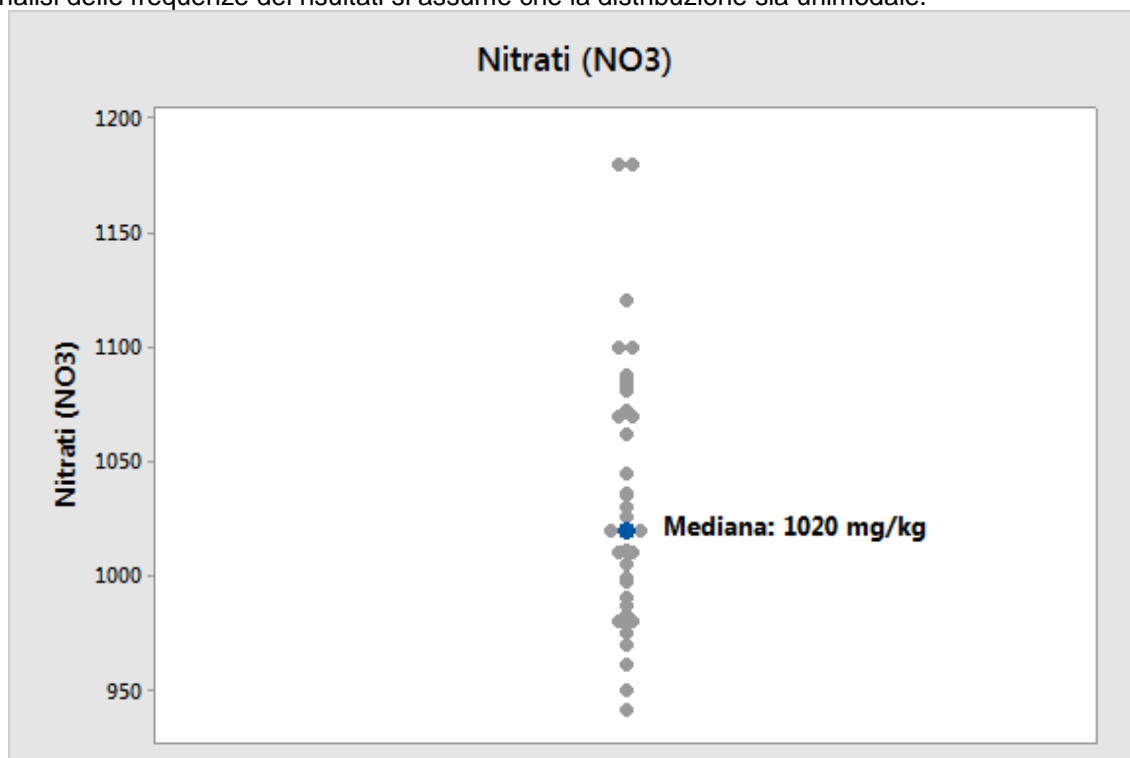 nalisi delle frequenze dei risultati si assume che la distribuzione sia unimodale.
Nitrati (NO3)
1200
1150
1100
1050
1000
950
Nitrati (NO3)
Mediana: 1020 mg/kg